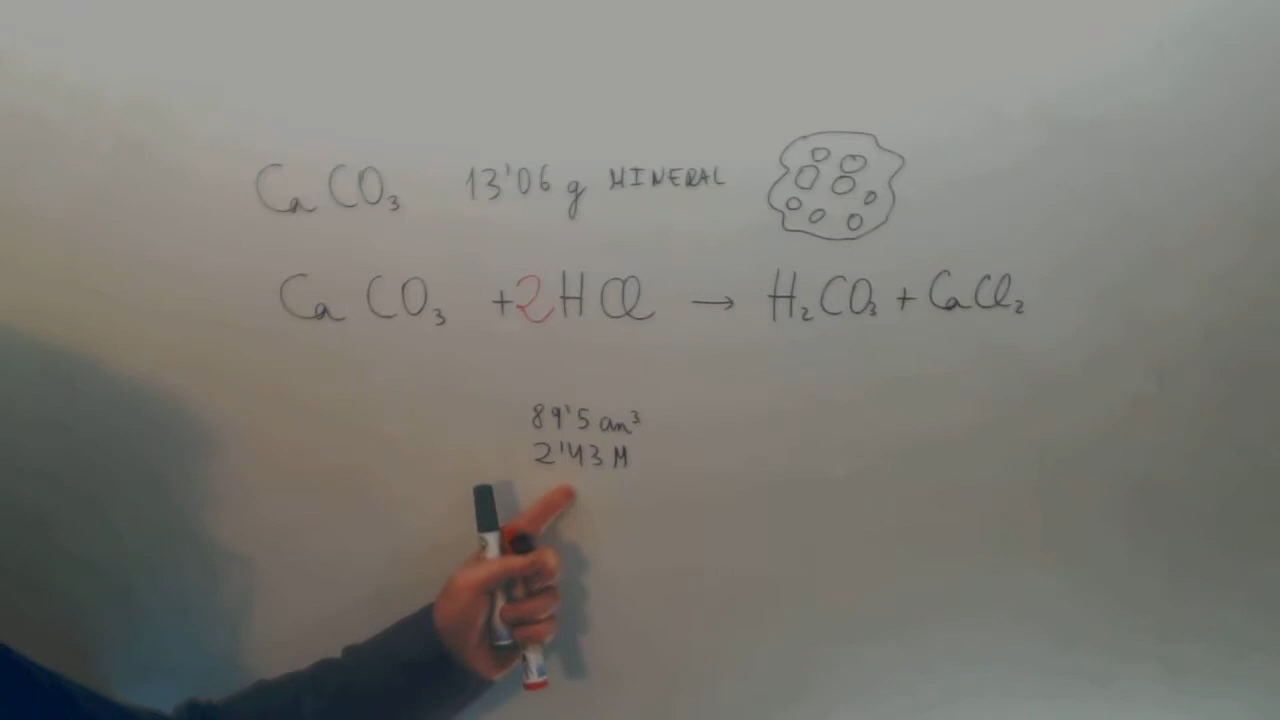 CaCO₃ 13'06 g MINERAL
CaCO₃ + 2HCl → H₂CO₃ + CaCl₂
89'5 cm³
2'43 M